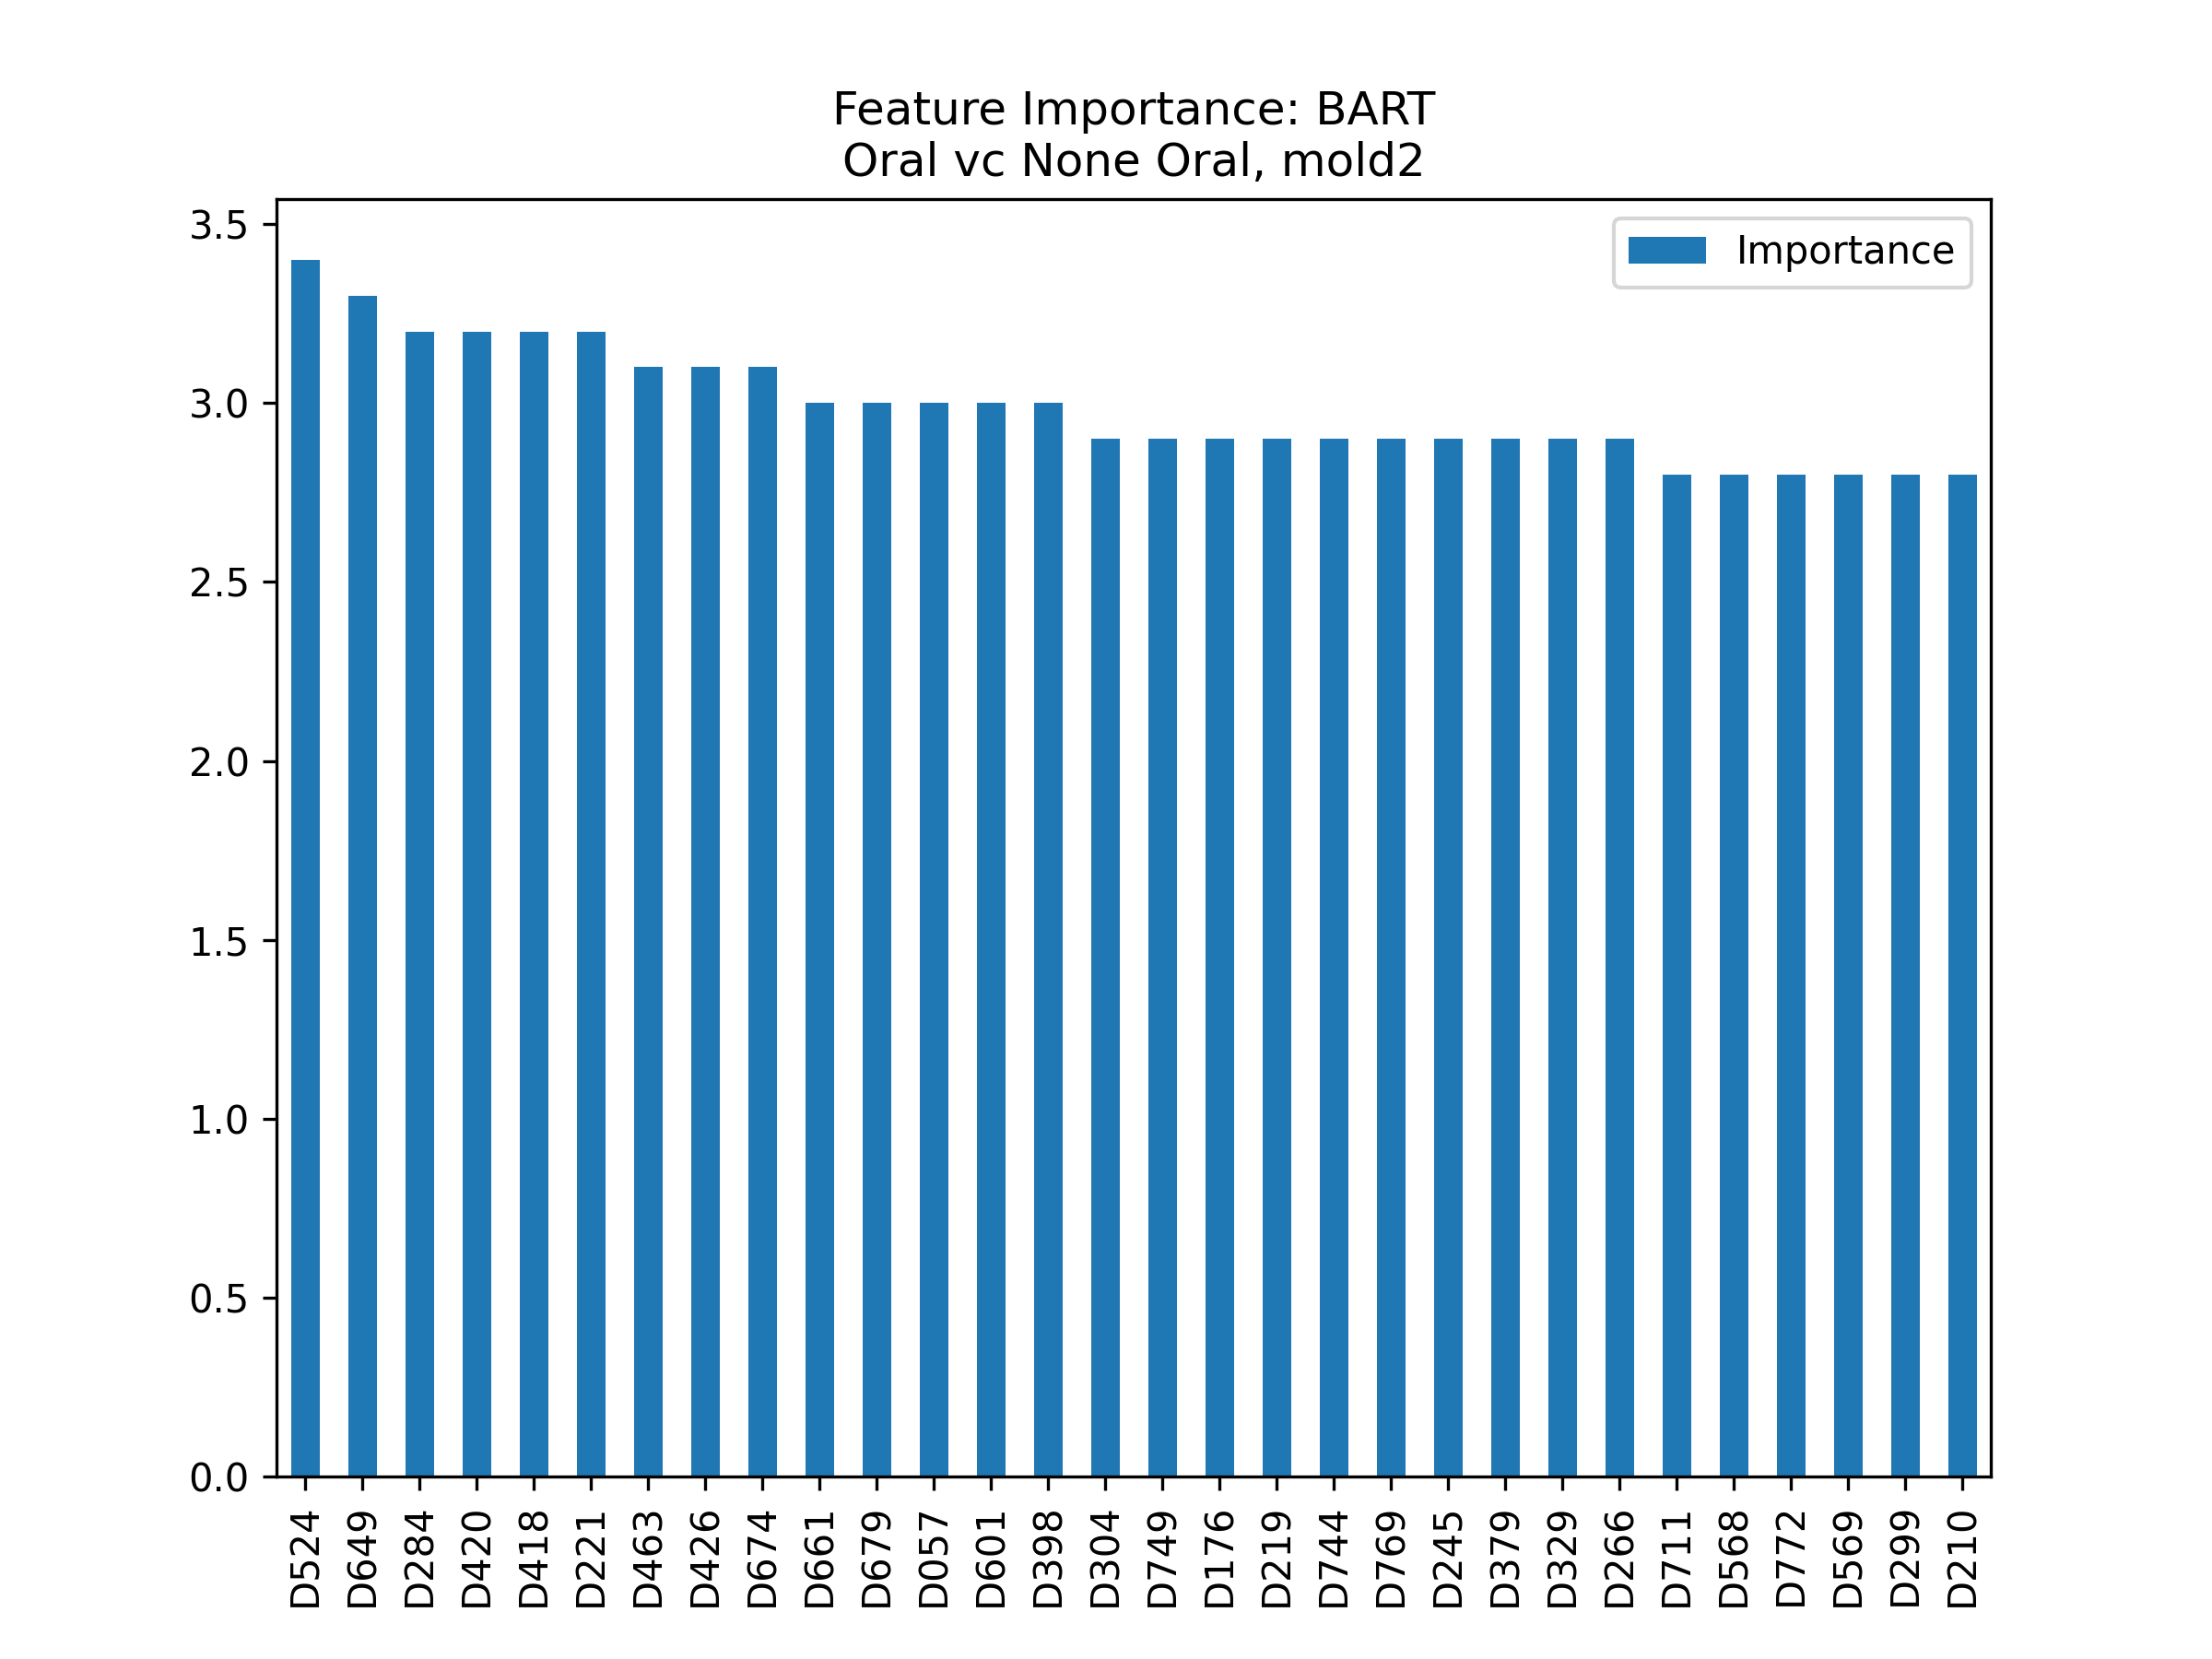 Feature Importance: BART
Oral vc None Oral, mold2
Importance
3.5
3.0
2.5
2.0
1.5
1.0
0.5
0.0
D524
D649
D284
D420
D418
D221
D463
D426
D674
D661
D679
D057
D601
D398
D304
D749
D176
D219
D744
D769
D245
D379
D329
D266
D711
D568
D772
D569
D299
D210